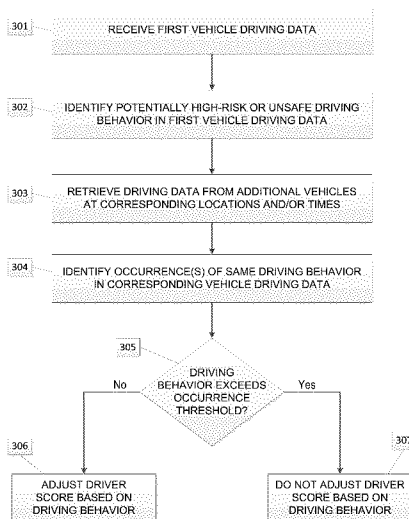 301
RECEIVE FIRST VEHICLE DRIVING DATA
302
IDENTIFY POTENTIALLY HIGH-RISK OR UNSAFE DRIVING
BEHAVIOR IN FIRST VEHICLE DRIVING DATA
303
RETRIEVE DRIVING DATA FROM ADDITIONAL VEHICLES
AT CORRESPONDING LOCATIONS AND/OR TIMES
304
IDENTIFY OCCURRENCE(S) OF SAME DRIVING BEHAVIOR
IN CORRESPONDING VEHICLE DRIVING DATA
305
DRIVING
BEHAVIOR EXCEEDS
OCCURRENCE
THRESHOLD?
No
Yes
306
ADJUST DRIVER
SCORE BASED ON
DRIVING BEHAVIOR
307
DO NOT ADJUST DRIVER
SCORE BASED ON
DRIVING BEHAVIOR